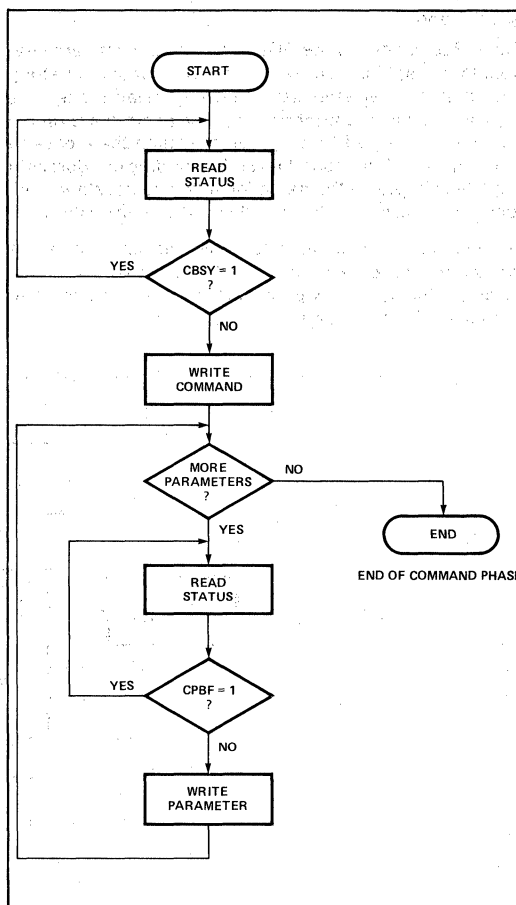 START
READ
STATUS
YES
CBSY = 1
?
NO
WRITE
COMMAND
MORE
PARAMETERS
?
NO
YES
END
END OF COMMAND PHASE
READ
STATUS
YES
CPBF = 1
?
NO
WRITE
PARAMETER